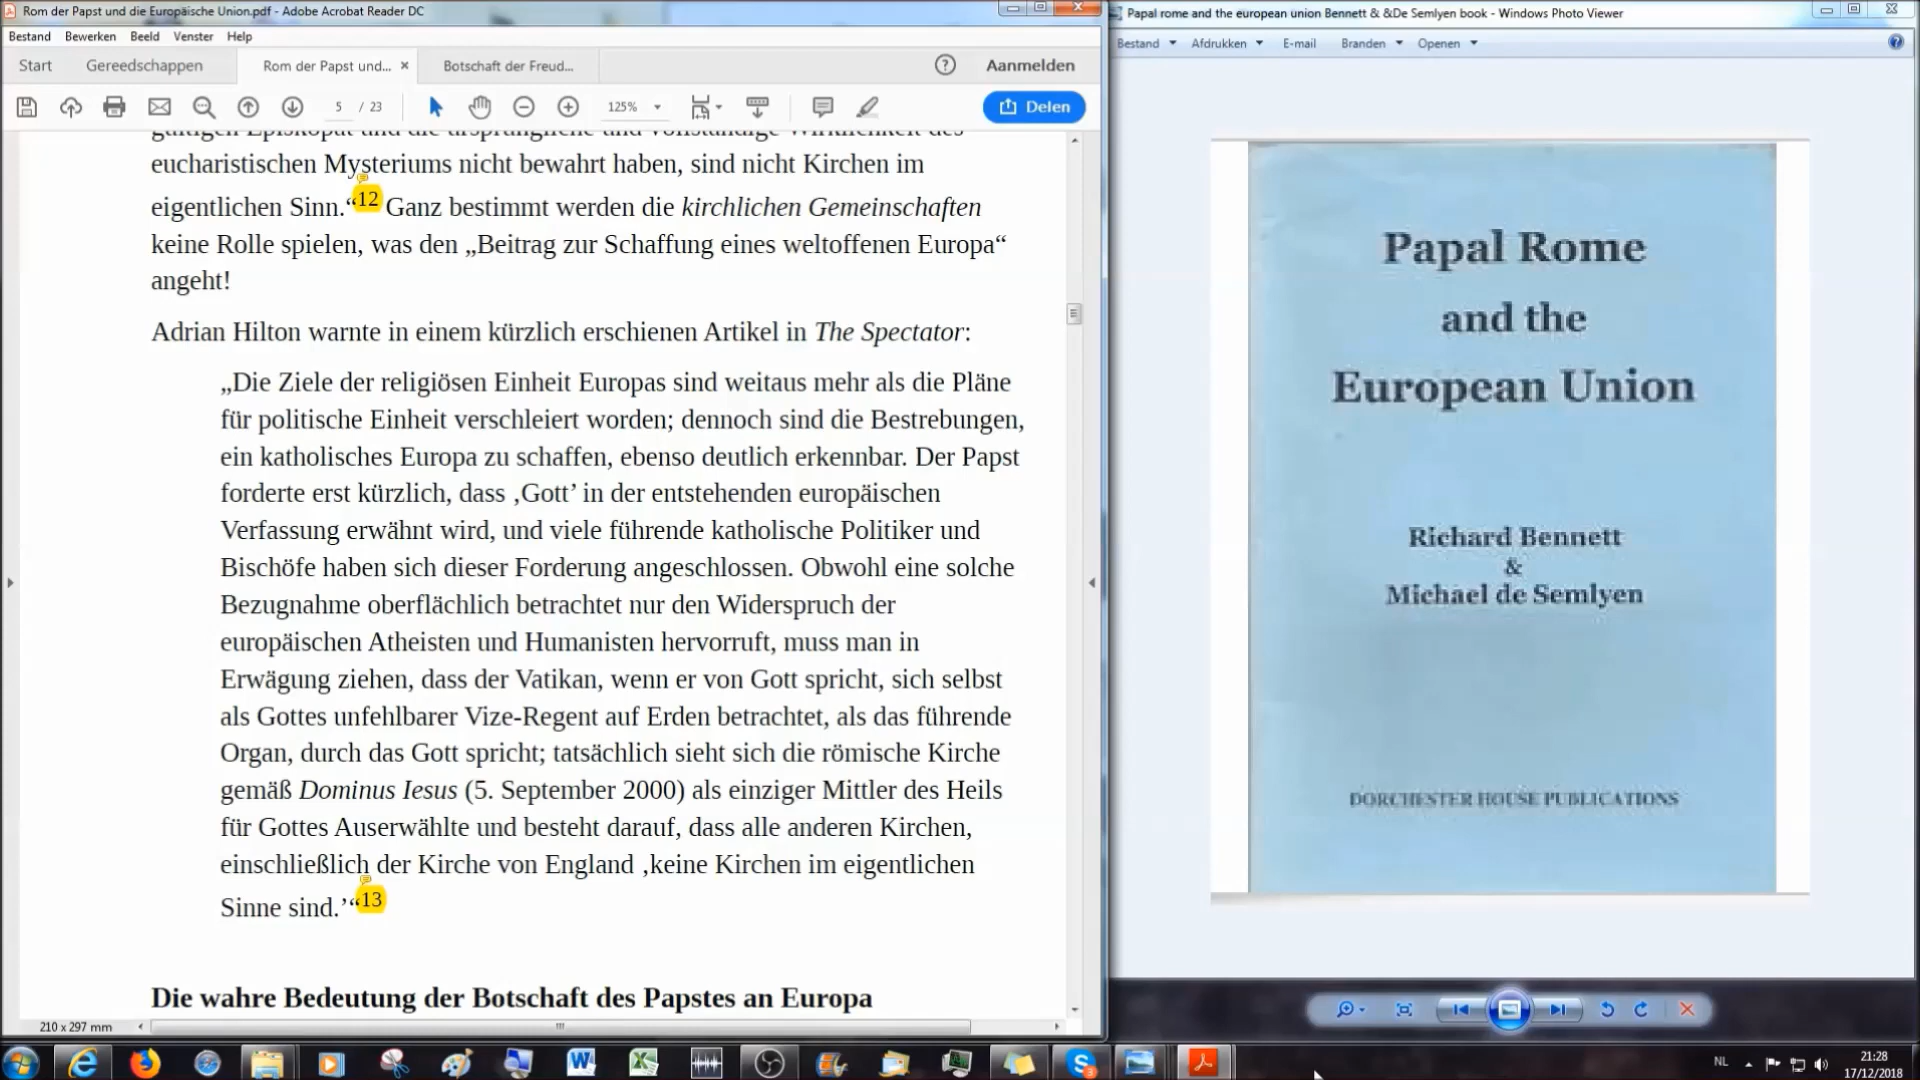 Rom der Papst und die Europäische Union.pdf - Adobe Acrobat Reader DC
Bestand Bewerken Beeld Venster Help
Start Gereedschappen Rom der Papst und... × Botschaft der Freud... Aanmelden
5 / 23 125% Delen
gültigen Episkopat und die ursprüngliche und vollständige Wirklichkeit des
eucharistischen Mysteriums nicht bewahrt haben, sind nicht Kirchen im
eigentlichen Sinn.“12 Ganz bestimmt werden die kirchlichen Gemeinschaften
keine Rolle spielen, was den „Beitrag zur Schaffung eines weltoffenen Europa“
angeht!
Adrian Hilton warnte in einem kürzlich erschienen Artikel in The Spectator:
„Die Ziele der religiösen Einheit Europas sind weitaus mehr als die Pläne
für politische Einheit verschleiert worden; dennoch sind die Bestrebungen,
ein katholisches Europa zu schaffen, ebenso deutlich erkennbar. Der Papst
forderte erst kürzlich, dass ‚Gott’ in der entstehenden europäischen
Verfassung erwähnt wird, und viele führende katholische Politiker und
Bischöfe haben sich dieser Forderung angeschlossen. Obwohl eine solche
Bezugnahme oberflächlich betrachtet nur den Widerspruch der
europäischen Atheisten und Humanisten hervorruft, muss man in
Erwägung ziehen, dass der Vatikan, wenn er von Gott spricht, sich selbst
als Gottes unfehlbarer Vize-Regent auf Erden betrachtet, als das führende
Organ, durch das Gott spricht; tatsächlich sieht sich die römische Kirche
gemäß Dominus Iesus (5. September 2000) als einziger Mittler des Heils
für Gottes Auserwählte und besteht darauf, dass alle anderen Kirchen,
einschließlich der Kirche von England ‚keine Kirchen im eigentlichen
Sinne sind.’“13
Die wahre Bedeutung der Botschaft des Papstes an Europa
210 x 297 mm
Papal rome and the european union Bennett & &De Semlyen book - Windows Photo Viewer
Bestand Afdrukken E-mail Branden Openen
Papal Rome
and the
European Union
Richard Bennett
&
Michael de Semlyen
DORCHESTER HOUSE PUBLICATIONS
NL
21:28
17/12/2018